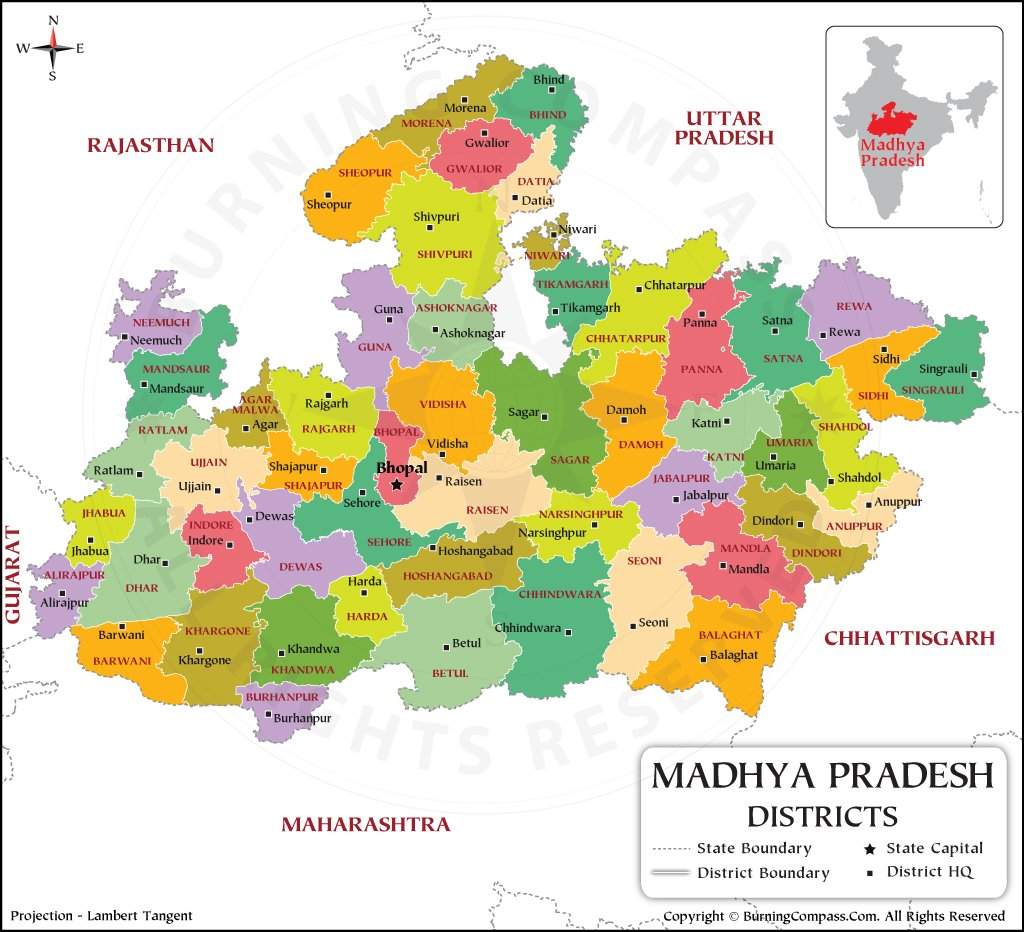 N
W E
S
RAJASTHAN
UTTAR
PRADESH
Madhya
Pradesh
Bhind
BHIND
Morena
MORENA
Gwalior
GWALIOR
SHEOPUR
Sheopur
DATIA
Datia
Shivpuri
SHIVPURI
Niwari
NIWARI
TIKAMGARH
Tikamgarh
Chhatarpur
CHHATARPUR
Guna
GUNA
ASHOKNAGAR
Ashoknagar
NEEMUCH
Neemuch
MANDSAUR
Mandsaur
Panna
PANNA
Satna
SATNA
REWA
Rewa
Sidhi
SIDHI
Singrauli
SINGRAULI
AGAR
MALWA
Agar
Rajgarh
RAJGARH
VIDISHA
Vidisha
Sagar
SAGAR
Damoh
DAMOH
Katni
KATNI
UMARIA
Umaria
SHAHDOL
Shahdol
RATLAM
Ratlam
UJJAIN
Ujjain
Shajapur
SHAJAPUR
BHOPAL
Bhopal
Sehore
SEHORE
Raisen
RAISEN
JABALPUR
Jabalpur
NARSINGHPUR
Narsinghpur
Dindori
DINDORI
Anuppur
ANUPPUR
JHABUA
Jhabua
INDORE
Indore
Dewas
DEWAS
Dhar
DHAR
Hoshangabad
HOSHANGABAD
MANDLA
Mandla
GUJARAT
ALIRAJPUR
Alirajpur
Harda
HARDA
CHHINDWARA
Chhindwara
SEONI
Seoni
Barwani
BARWANI
KHARGONE
Khargone
Khandwa
KHANDWA
Betul
BETUL
BALAGHAT
Balaghat
CHHATTISGARH
BURHANPUR
Burhanpur
MAHARASHTRA
BURNING COMPASS
ALL RIGHTS RESERVED
MADHYA PRADESH
DISTRICTS
State Boundary
State Capital
District Boundary
District HQ
Projection - Lambert Tangent
Copyright © BurningCompass.Com. All Rights Reserved